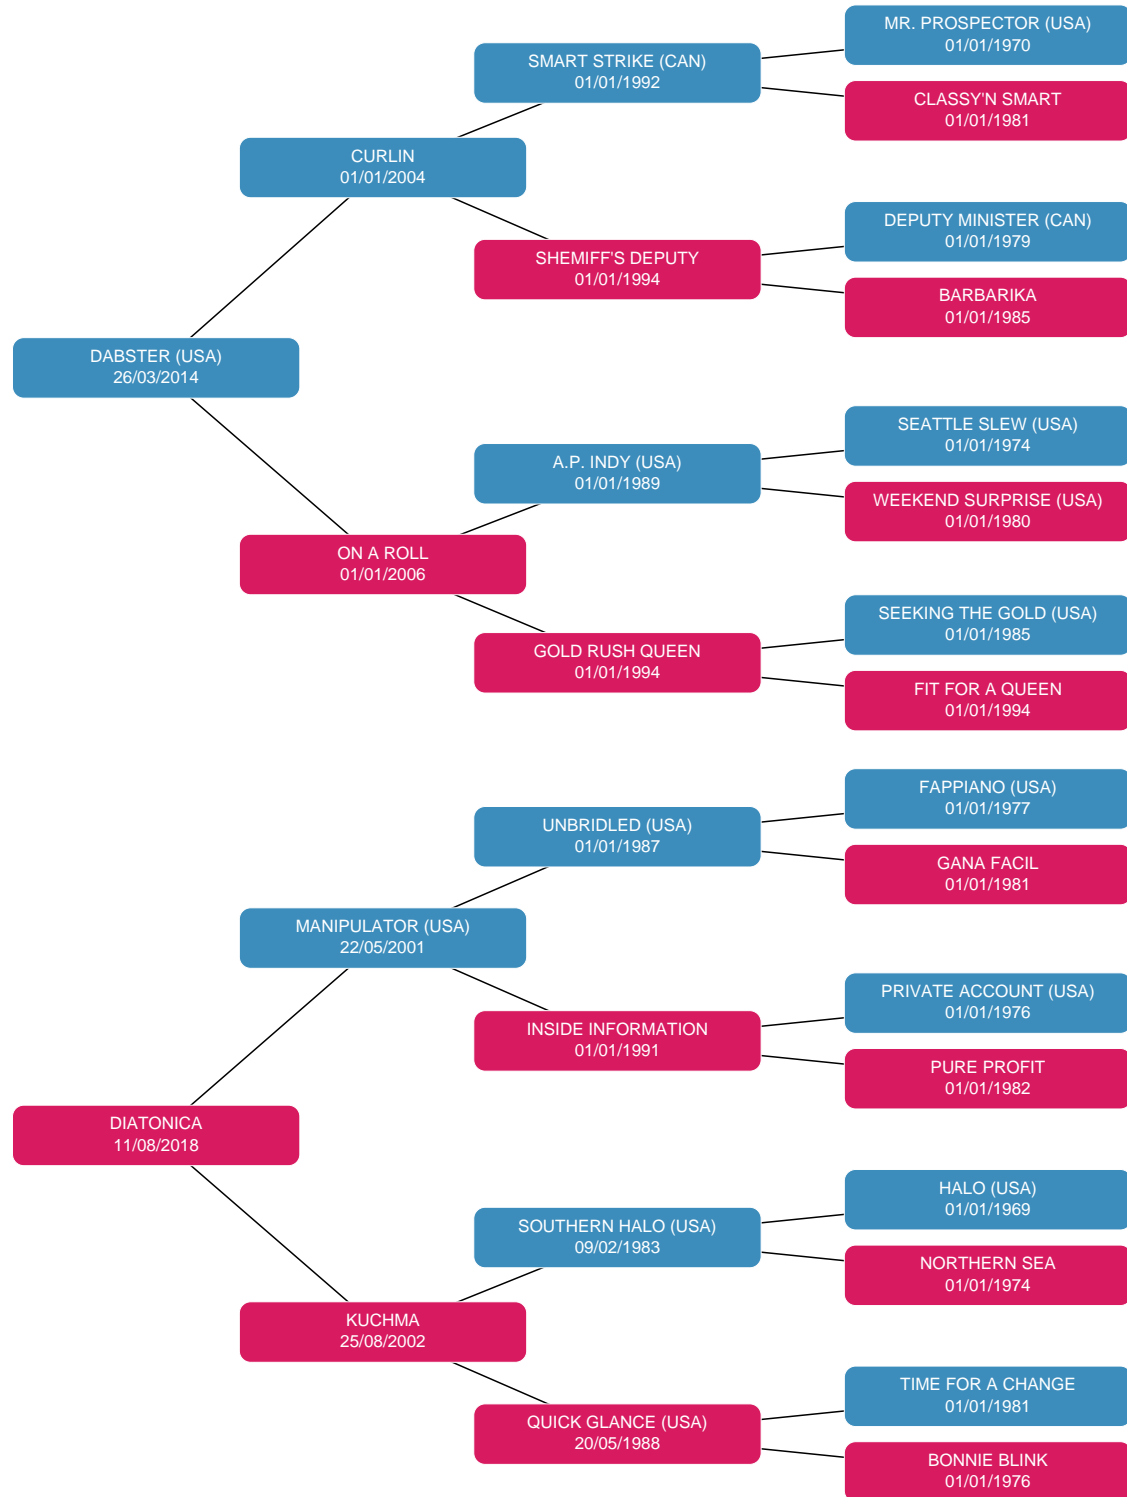 MR. PROSPECTOR (USA)
01/01/1970
SMART STRIKE (CAN)
01/01/1992
CLASSY'N SMART
01/01/1981
CURLIN
01/01/2004
DEPUTY MINISTER (CAN)
01/01/1979
SHEMIFF'S DEPUTY
01/01/1994
BARBARIKA
01/01/1985
DABSTER (USA)
26/03/2014
SEATTLE SLEW (USA)
01/01/1974
A.P. INDY (USA)
01/01/1989
WEEKEND SURPRISE (USA)
01/01/1980
ON A ROLL
01/01/2006
SEEKING THE GOLD (USA)
01/01/1985
GOLD RUSH QUEEN
01/01/1994
FIT FOR A QUEEN
01/01/1994
FAPPIANO (USA)
01/01/1977
UNBRIDLED (USA)
01/01/1987
GANA FACIL
01/01/1981
MANIPULATOR (USA)
22/05/2001
PRIVATE ACCOUNT (USA)
01/01/1976
INSIDE INFORMATION
01/01/1991
PURE PROFIT
01/01/1982
DIATONICA
11/08/2018
HALO (USA)
01/01/1969
SOUTHERN HALO (USA)
09/02/1983
NORTHERN SEA
01/01/1974
KUCHMA
25/08/2002
TIME FOR A CHANGE
01/01/1981
QUICK GLANCE (USA)
20/05/1988
BONNIE BLINK
01/01/1976